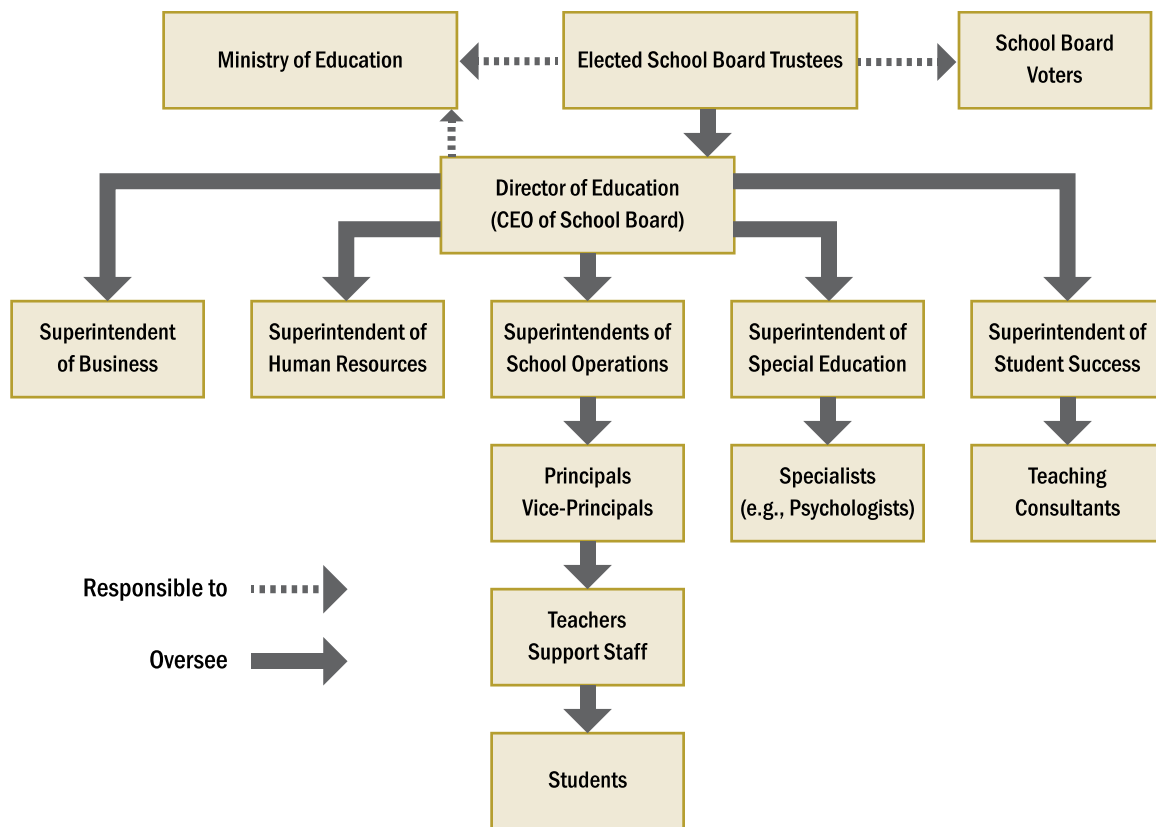 Ministry of Education
Elected School Board Trustees
School Board
Voters
Director of Education
(CEO of School Board)
Superintendent
of Business
Superintendent of
Human Resources
Superintendents of
School Operations
Superintendent of
Special Education
Superintendent of
Student Success
Principals
Vice-Principals
Specialists
(e.g., Psychologists)
Teaching
Consultants
Responsible to
Oversee
Teachers
Support Staff
Students